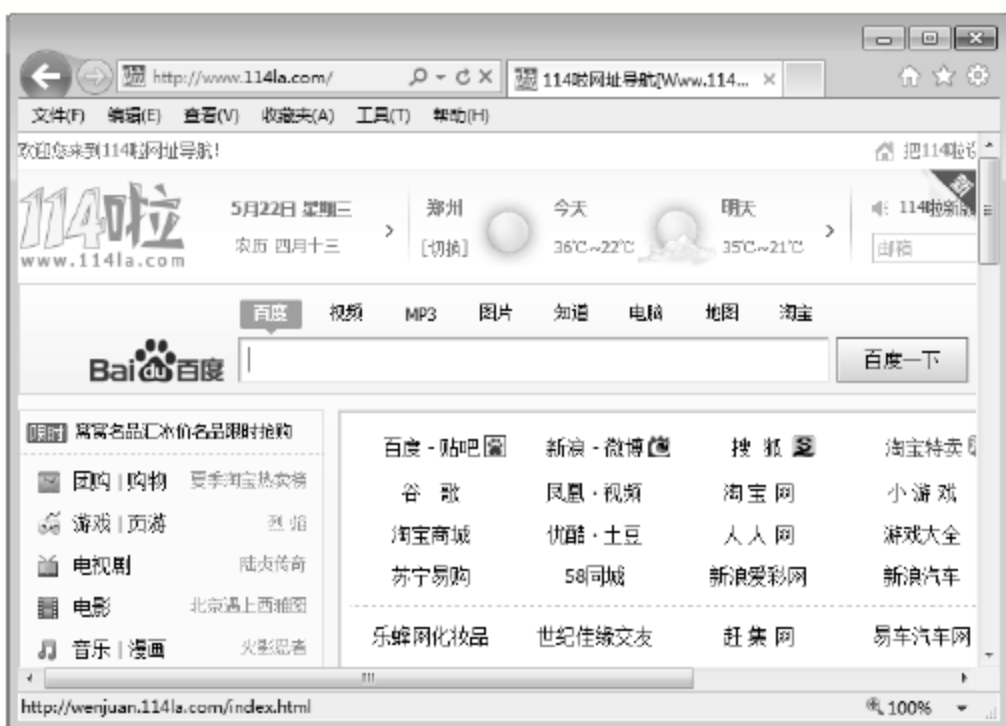 http://www.114la.com/
114啦网址导航[Www.114...
文件(F) 编辑(E) 查看(V) 收藏夹(A) 工具(T) 帮助(H)
欢迎您来到114啦网址导航!
把114啦设
114啦
www.114la.com
5月22日 星期三
农历 四月十三
郑州
[切换]
今天
36℃~22℃
明天
35℃~21℃
新
114啦新版
邮箱
百度 视频 MP3 图片 知道 电脑 地图 淘宝
Bai du 百度
百度一下
限时 窝窝名品汇冰价名品限时抢购
团购 | 购物 夏季淘宝热卖榜
游戏 | 页游 烈焰
电视剧 陆贞传奇
电影 北京遇上西雅图
音乐 | 漫画 火影忍者
百度 · 贴吧 新浪 · 微博 搜狐 淘宝特卖
谷歌 凤凰 · 视频 淘宝网 小游戏
淘宝商城 优酷 · 土豆 人人网 游戏大全
苏宁易购 58同城 新浪爱彩网 新浪汽车
乐蜂网化妆品 世纪佳缘交友 赶集网 易车汽车网
http://wenjuan.114la.com/index.html
100%